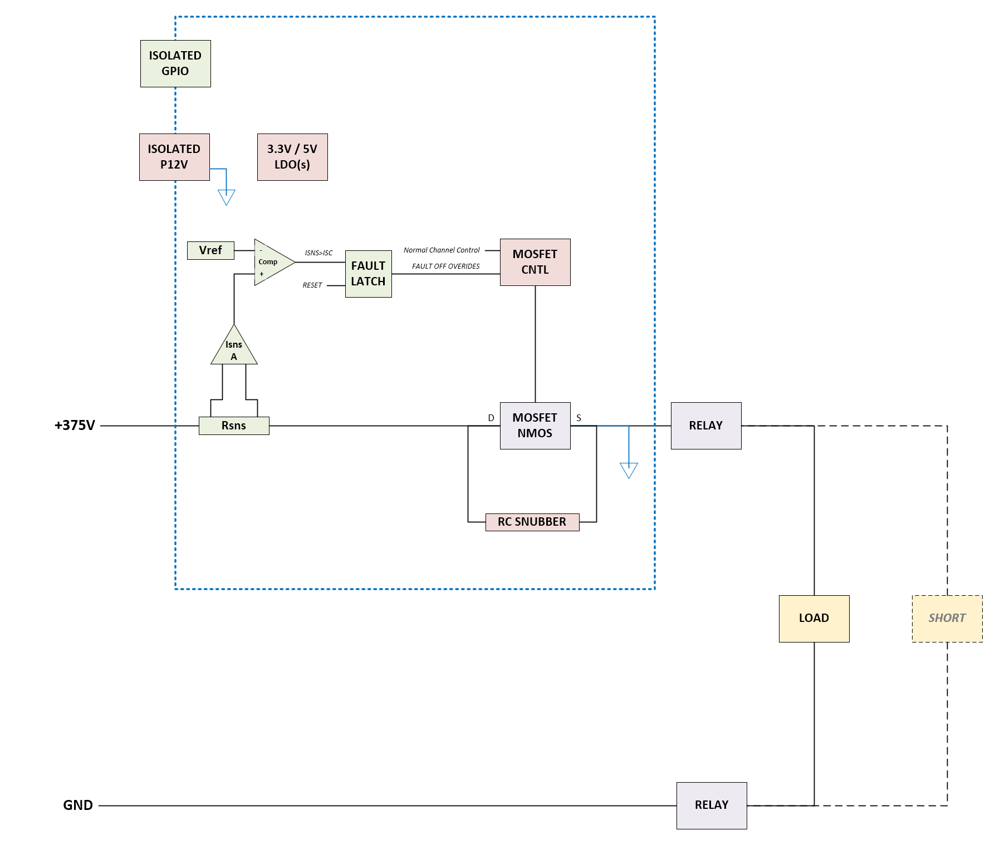 ISOLATED
GPIO
ISOLATED
P12V
3.3V / 5V
LDO(s)
Vref
-
Comp
+
ISNS>ISC
RESET
FAULT
LATCH
Normal Channel Control
FAULT OFF OVERIDES
MOSFET
CNTL
Isns
A
+375V
Rsns
D
MOSFET
NMOS
S
RELAY
RC SNUBBER
LOAD
SHORT
GND
RELAY